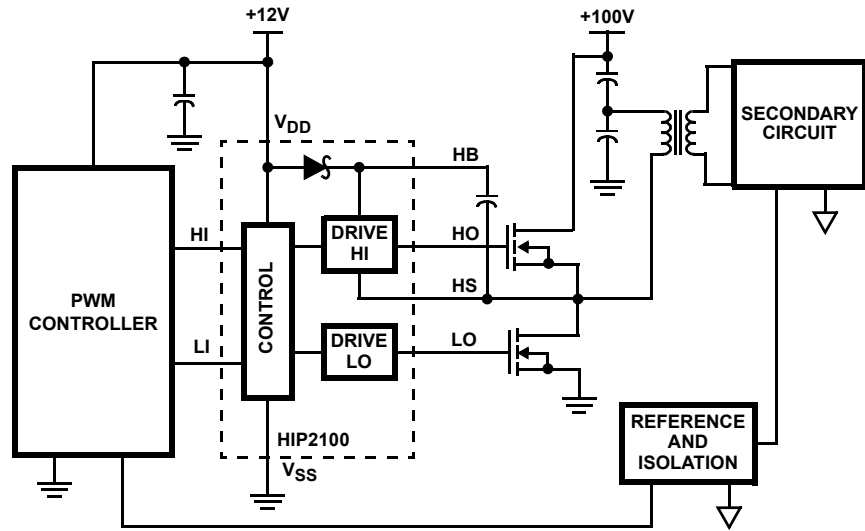 +12V
+100V
SECONDARY
CIRCUIT
VDD
HB
DRIVE
HI
HO
HI
HS
PWM
CONTROLLER
CONTROL
DRIVE
LO
LO
LI
REFERENCE
AND
ISOLATION
HIP2100
VSS